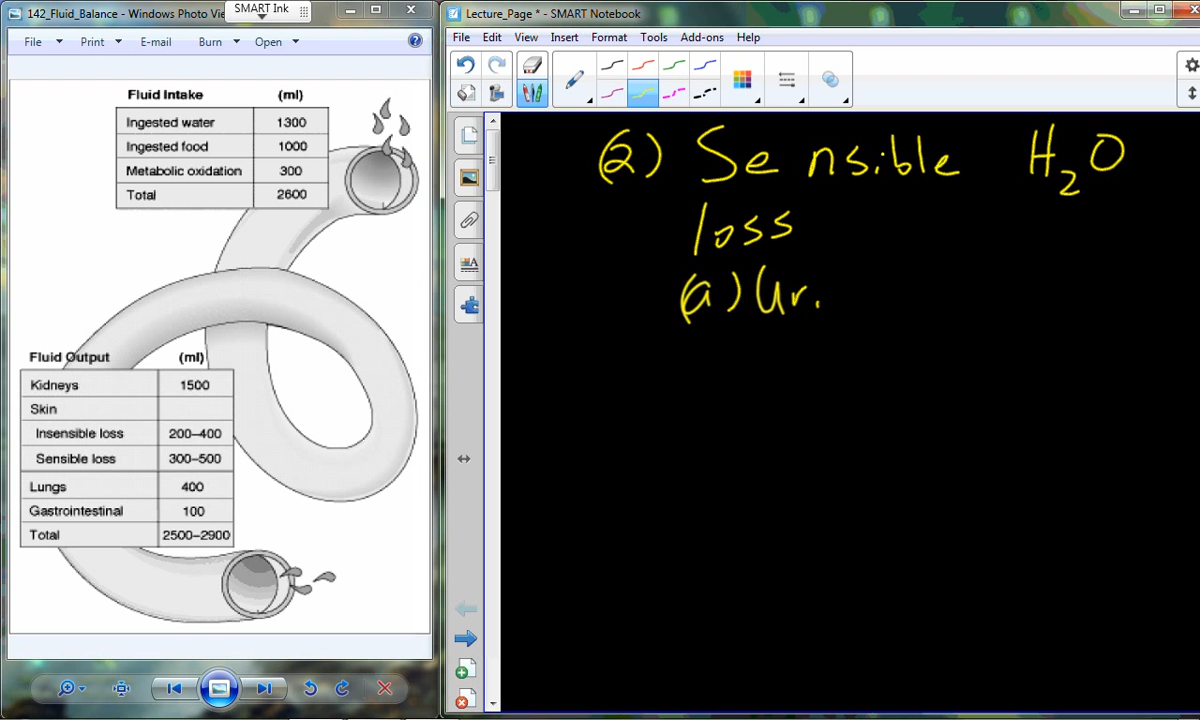 142_Fluid_Balance - Windows Photo Vie
SMART Ink
File Print E-mail Burn Open
Fluid Intake (ml)
Ingested water 1300
Ingested food 1000
Metabolic oxidation 300
Total 2600
Fluid Output (ml)
Kidneys 1500
Skin
Insensible loss 200–400
Sensible loss 300–500
Lungs 400
Gastrointestinal 100
Total 2500–2900
Lecture_Page * - SMART Notebook
File Edit View Insert Format Tools Add-ons Help
(2) Sensible H₂O
loss
(a) Ur.